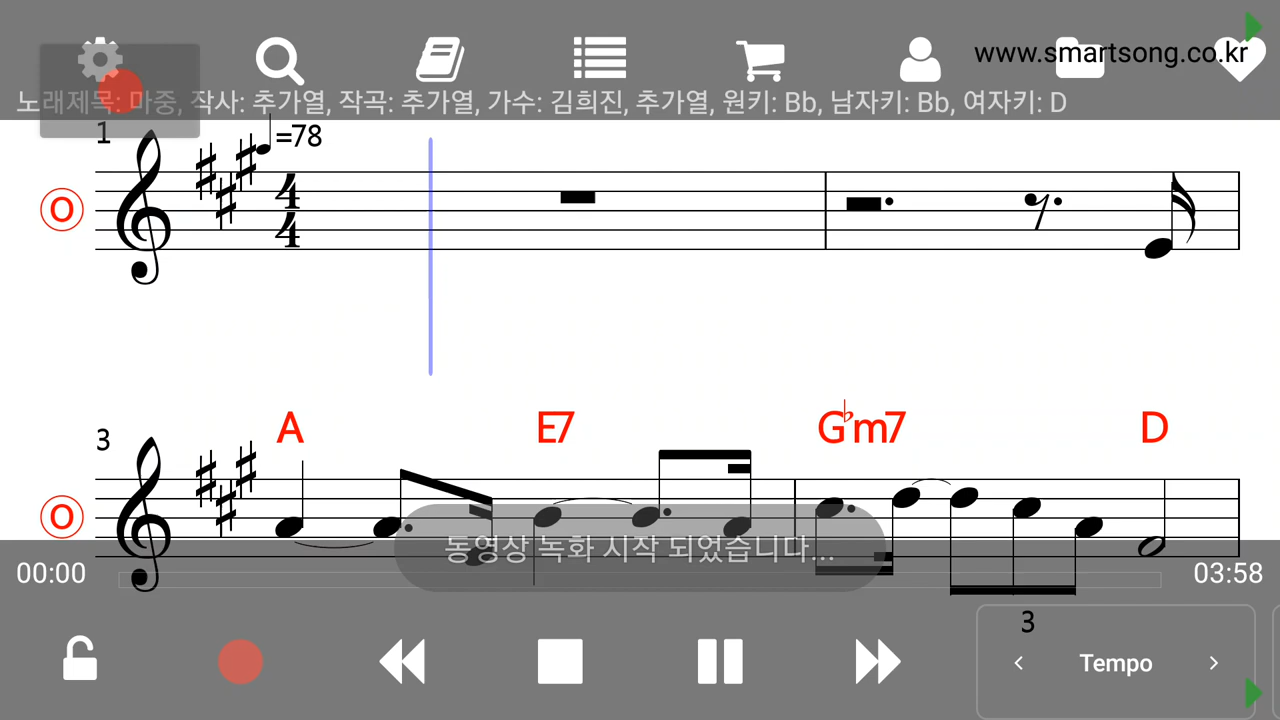 www.smartsong.co.kr
노래제목: 마중, 작사: 추가열, 작곡: 추가열, 가수: 김희진, 추가열, 원키: Bb, 남자키: Bb, 여자키: D
1
=78
4
4
O
A E7 G♭m7 D
3
O
동영상 녹화 시작 되었습니다...
00:00 03:58
3
< Tempo >